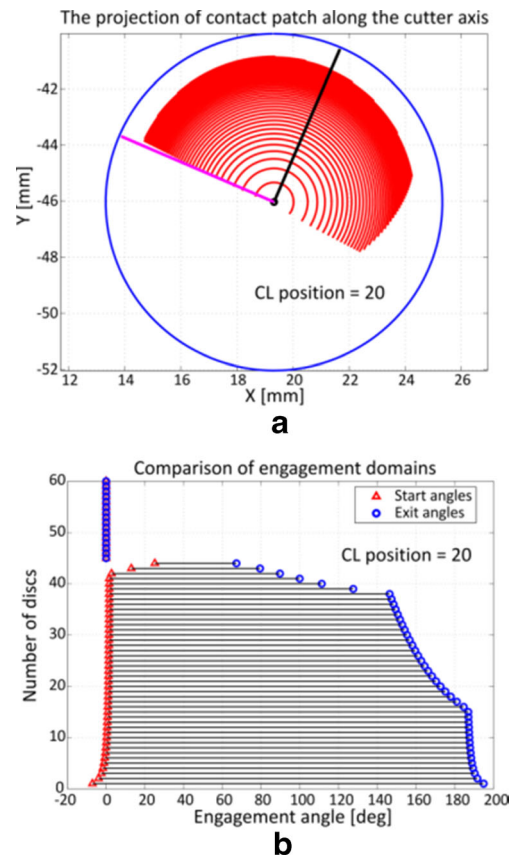 The projection of contact patch along the cutter axis
-42
-44
-46
-48
-50
-52
Y [mm]
CL position = 20
12 14 16 18 20 22 24 26
X [mm]
a
Comparison of engagement domains
60
50
40
30
20
10
0
Number of discs
Start angles
Exit angles
CL position = 20
-20 0 20 40 60 80 100 120 140 160 180 200
Engagement angle [deg]
b